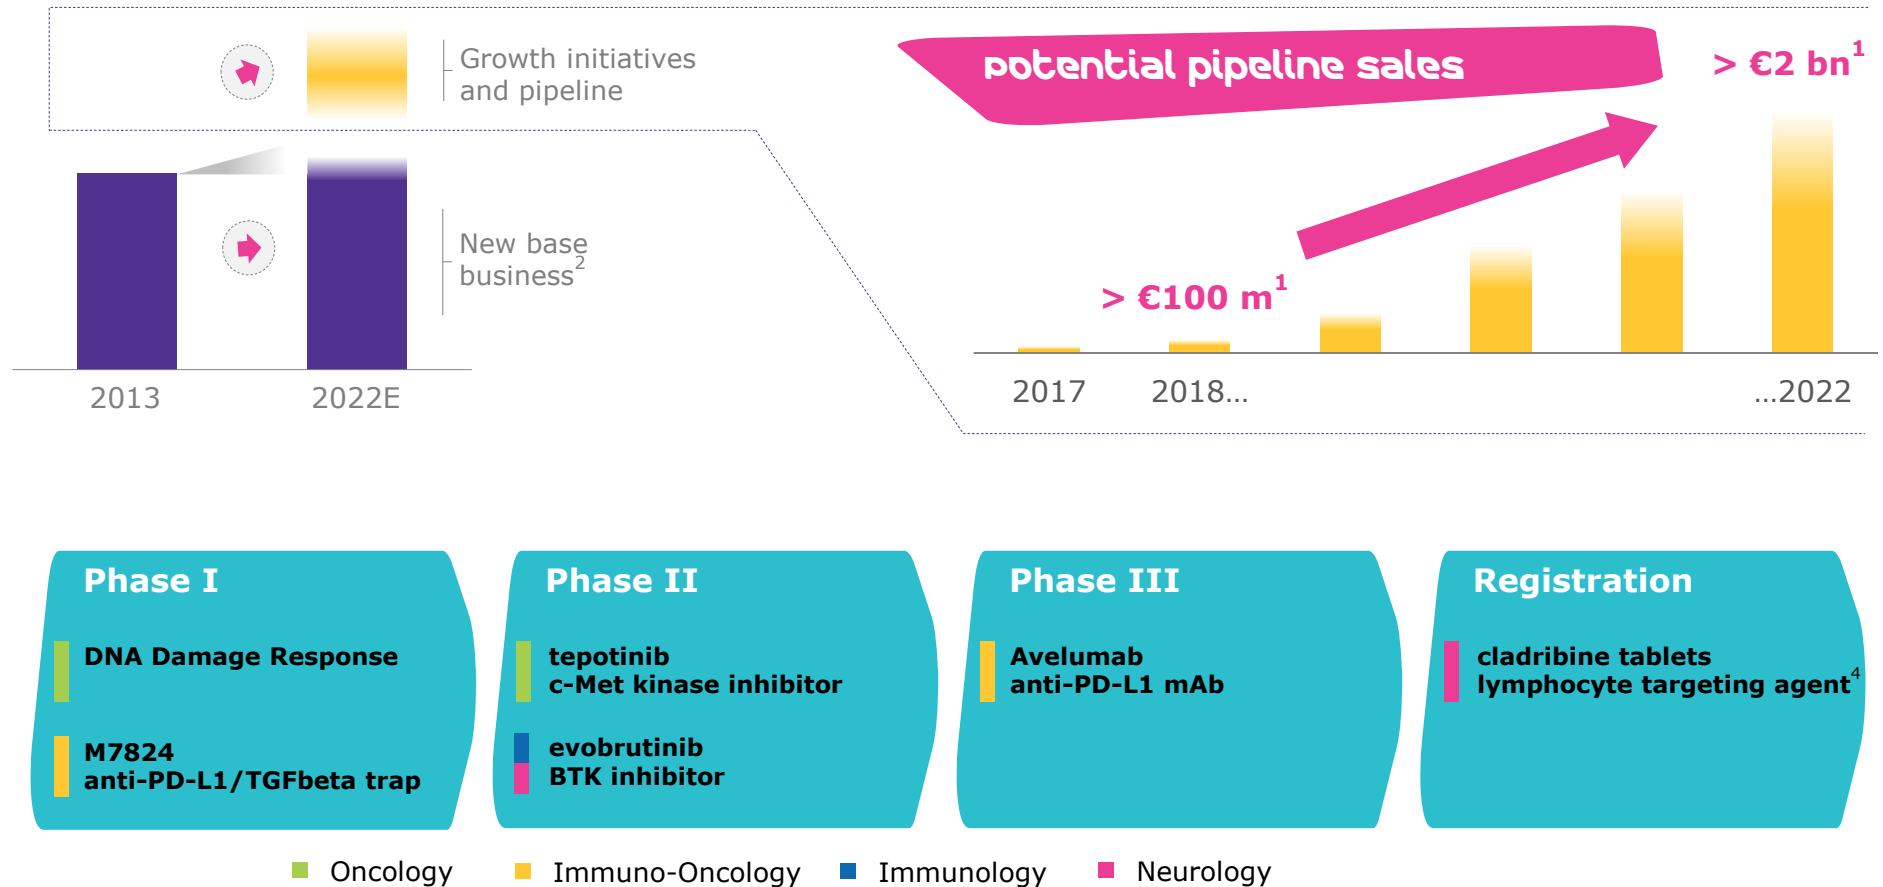 Growth initiatives
and pipeline
New base
business²
2013
2022E
potential pipeline sales
> €2 bn¹
> €100 m¹
2017
2018…
…2022
Phase I
DNA Damage Response
M7824
anti-PD-L1/TGFbeta trap
Phase II
tepotinib
c-Met kinase inhibitor
evobrutinib
BTK inhibitor
Phase III
Avelumab
anti-PD-L1 mAb
Registration
cladribine tablets
lymphocyte targeting agent⁴
Oncology
Immuno-Oncology
Immunology
Neurology